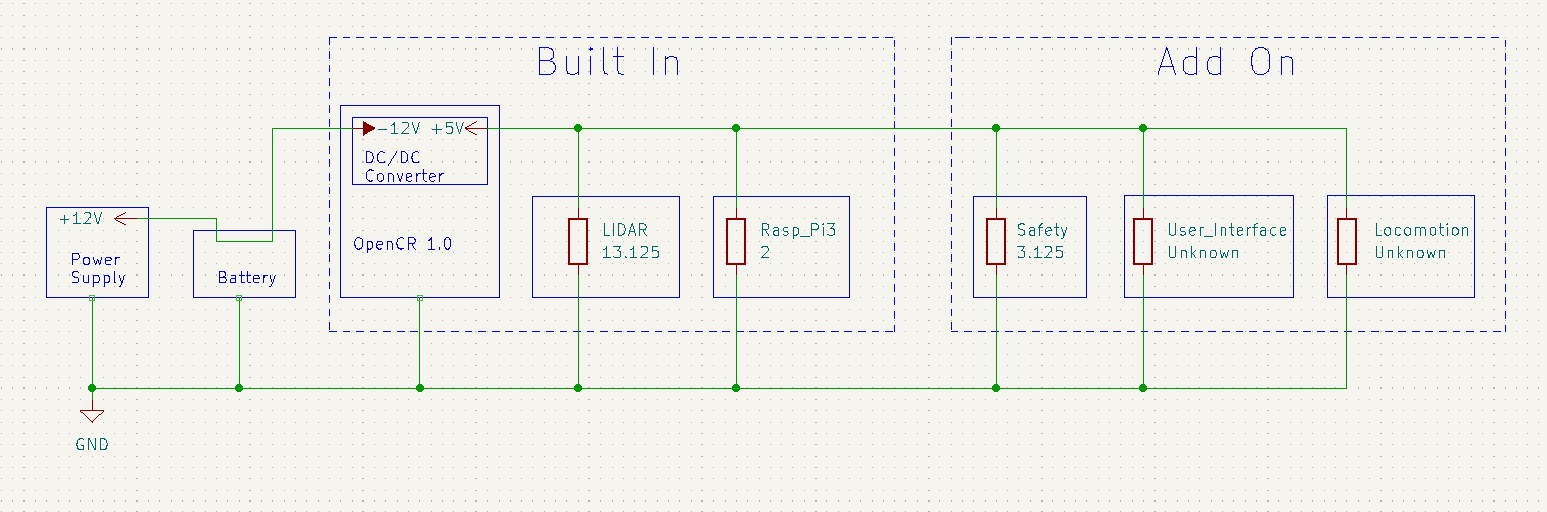 Built In
Add On
-12V +5V
DC/DC
Converter
OpenCR 1.0
+12V
Power
Supply
Battery
LIDAR
13.125
Rasp_Pi3
2
Safety
3.125
User_Interface
Unknown
Locomotion
Unknown
GND